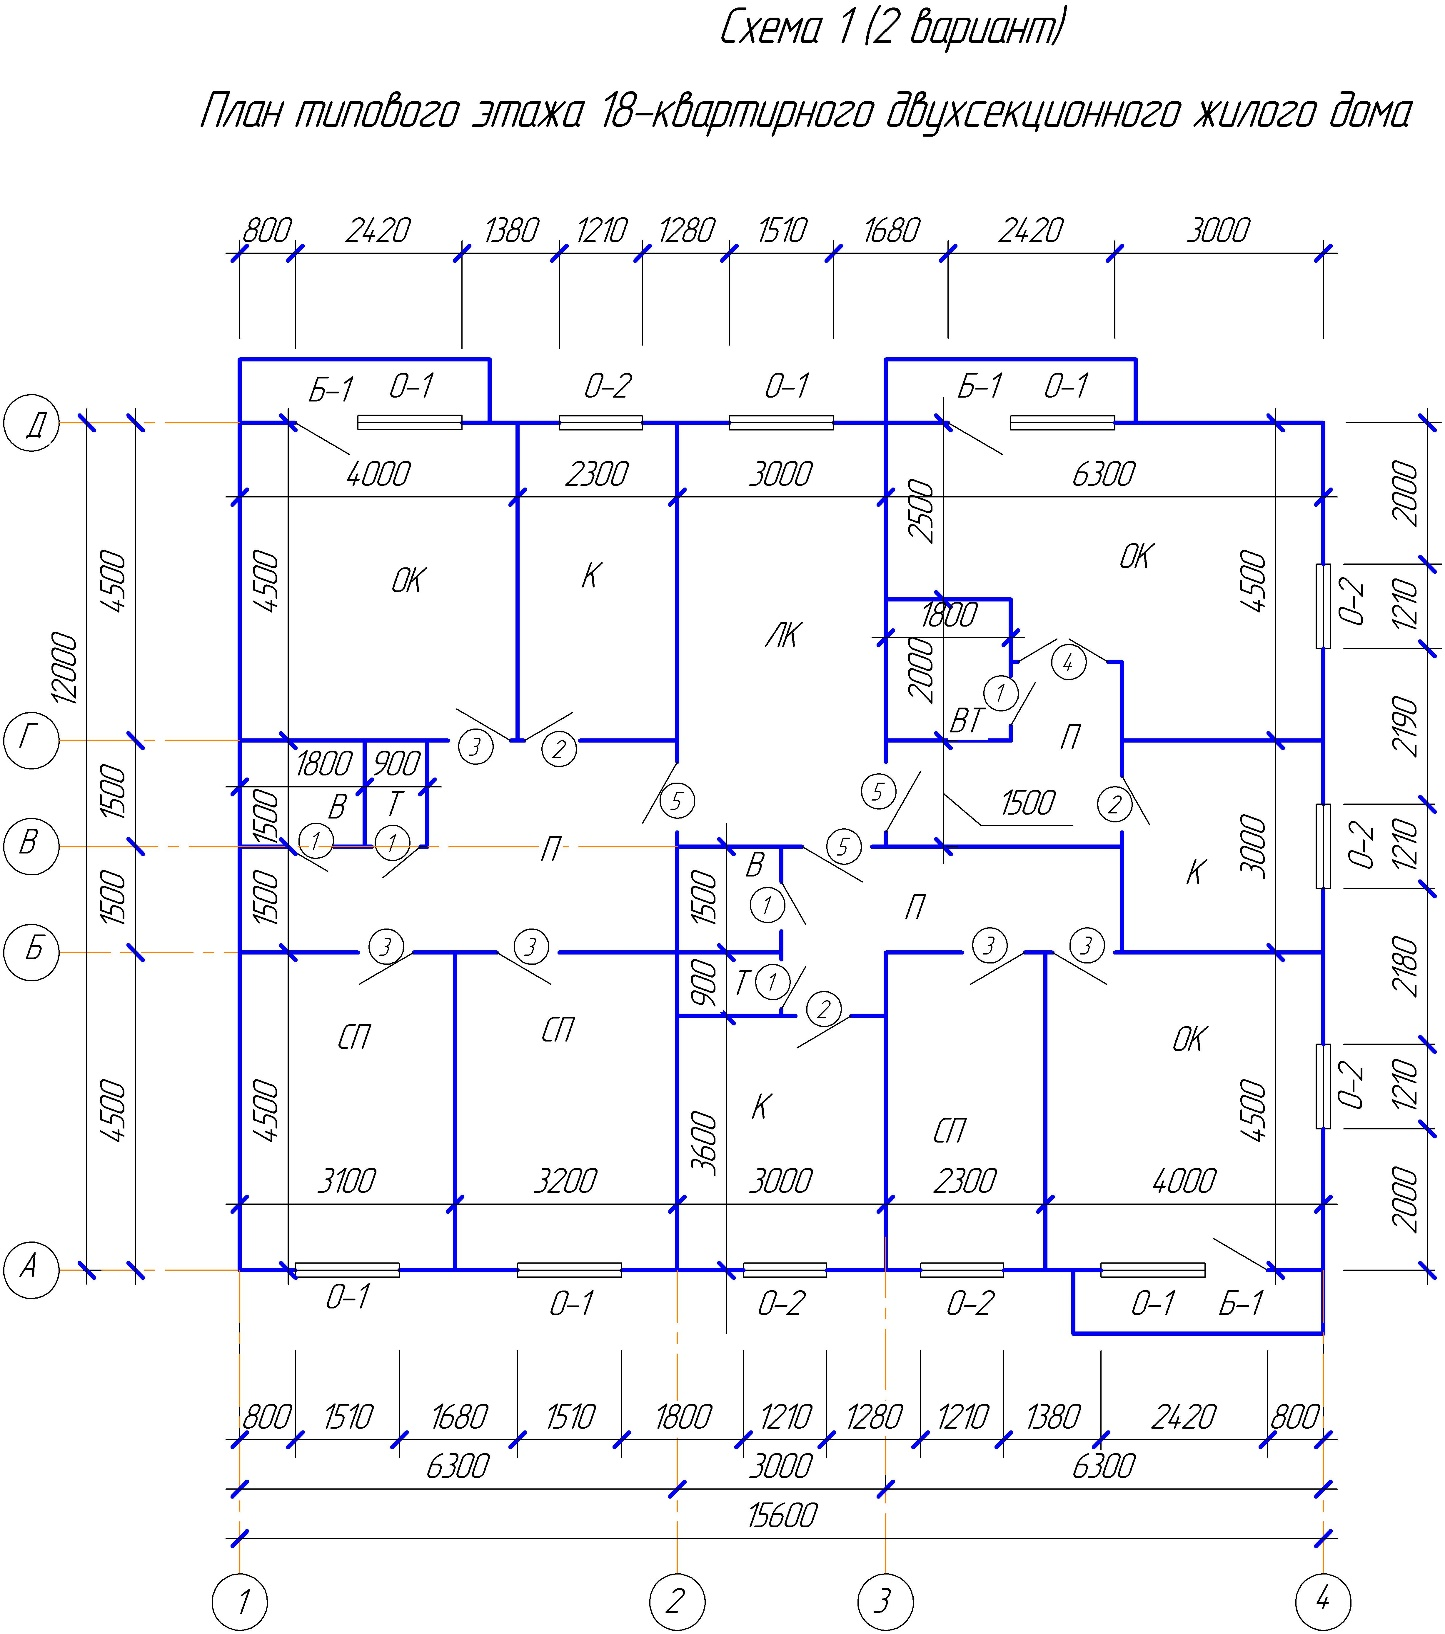 Схема 1 (2 вариант)
План типового этажа 18-квартирного двухсекционного жилого дома
800 2420 1380 1210 1280 1510 1680 2420 3000
Б-1 О-1 О-2 О-1 Б-1 О-1
Д
4000 2300 3000 6300
2500 2000
4500 4500 ОК К ОК 4500 О-2 1210
12000 ЛК 1800
2000 4
1
Г 3 2 ВТ П 2190
1800 900
1500 1500 В Т 5 5 1500 2
1 1
В П 5 3000 О-2 1210
В К
1500 1500 1500 1 П
Б 3 3 3 3
900 Т 1 2 2180
СП СП ОК
4500 4500 К СП 4500 О-2 1210
3600
3100 3200 3000 2300 4000 2000
А
О-1 О-1 О-2 О-2 О-1 Б-1
800 1510 1680 1510 1800 1210 1280 1210 1380 2420 800
6300 3000 6300
15600
1 2 3 4